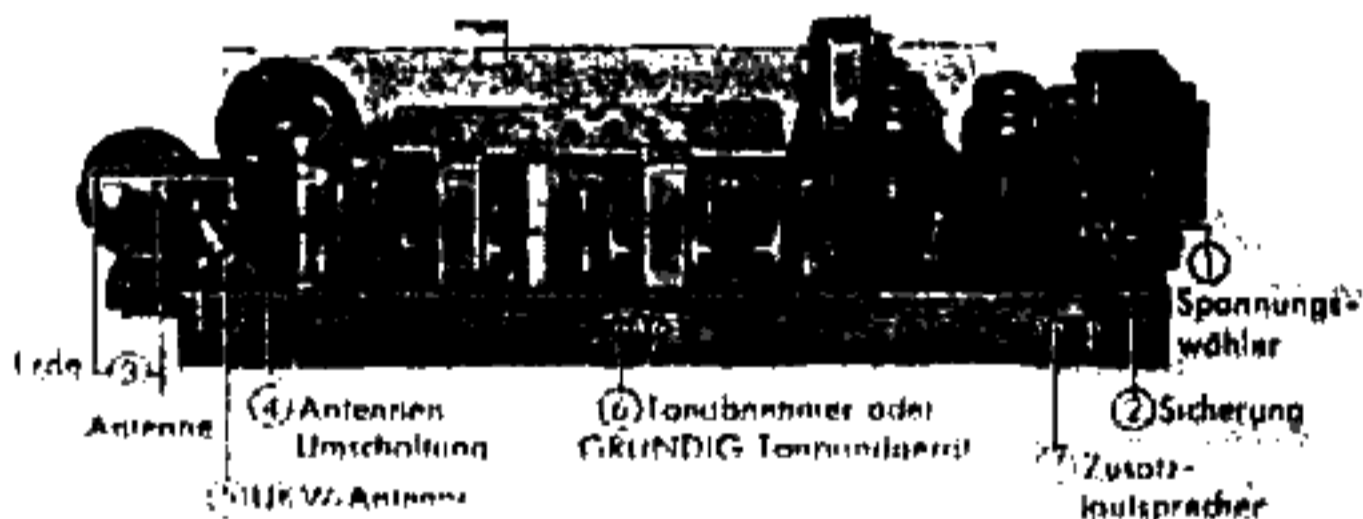 ①
Spannungs-
wähler
Erde ③
Antenne
④ Antennen
Umschaltung
⑥ Tonabnehmer oder
GRUNDIG Tonbandgerät
② Sicherung
⑤ UKW-Antenne
⑦ Zusatz-
lautsprecher